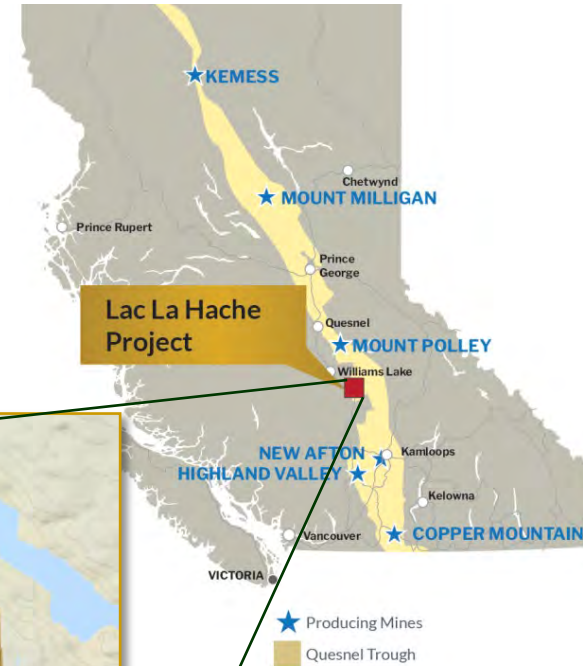 KEMESS
Chetwynd
MOUNT MILLIGAN
Prince Rupert
Prince
George
Lac La Hache
Project
Quesnel
MOUNT POLLEY
Williams Lake
NEW AFTON
Kamloops
HIGHLAND VALLEY
Kelowna
Vancouver
COPPER MOUNTAIN
VICTORIA
Producing Mines
Quesnel Trough